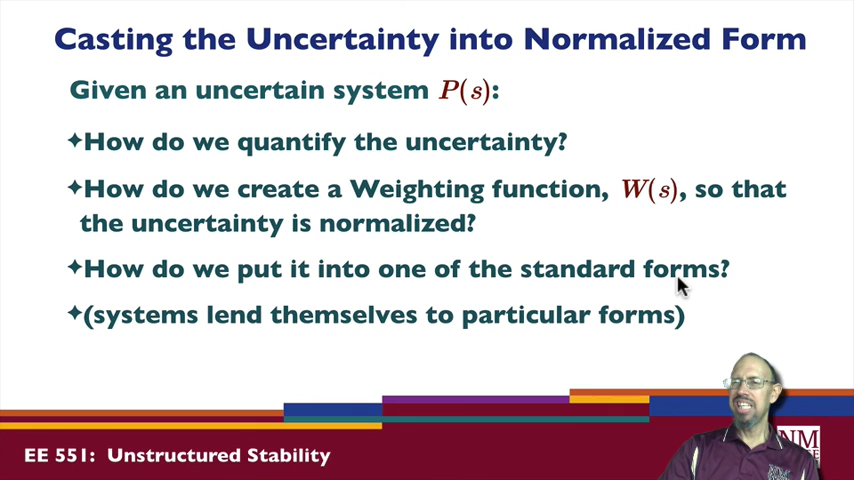 Casting the Uncertainty into Normalized Form
Given an uncertain system P(s):
✦How do we quantify the uncertainty?
✦How do we create a Weighting function, W(s), so that
the uncertainty is normalized?
✦How do we put it into one of the standard forms?
✦(systems lend themselves to particular forms)
EE 551: Unstructured Stability
NM